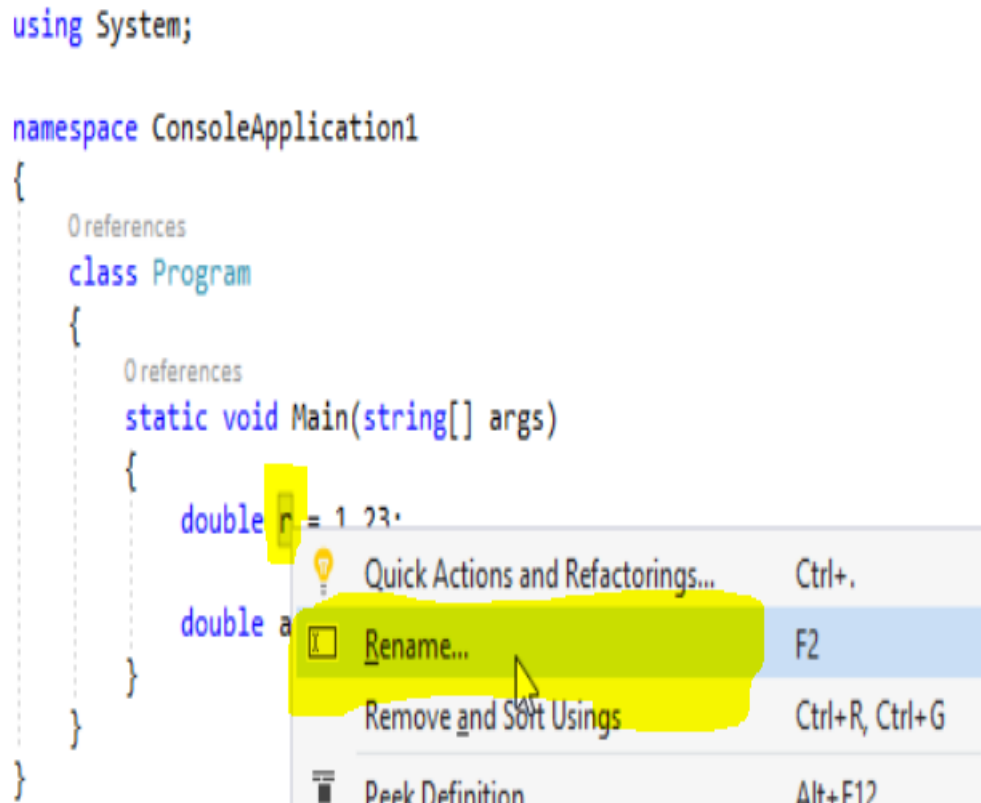 using System;
namespace ConsoleApplication1
{
0 references
class Program
{
0 references
static void Main(string[] args)
{
double r = 1.23;
Quick Actions and Refactorings... Ctrl+.
double a
Rename... F2
}
Remove and Sort Usings Ctrl+R, Ctrl+G
}
}
Peek Definition Alt+F12